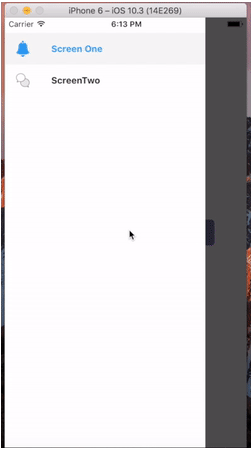 iPhone 6 – iOS 10.3 (14E269)
Carrier 6:13 PM
Screen One
ScreenTwo